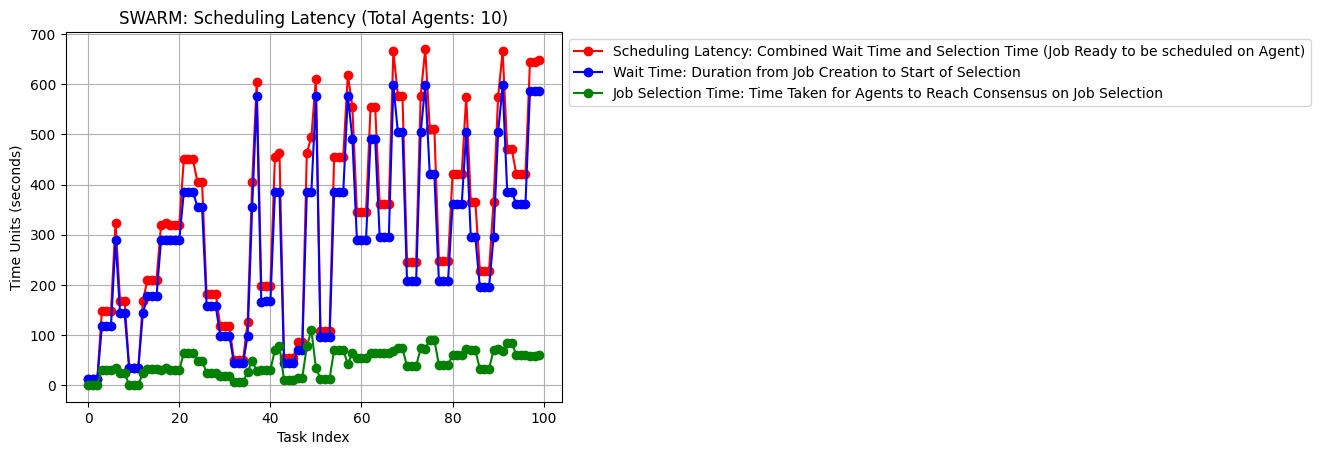 SWARM: Scheduling Latency (Total Agents: 10)
Time Units (seconds)
700
600
500
400
300
200
100
0
0 20 40 60 80 100
Task Index
Scheduling Latency: Combined Wait Time and Selection Time (Job Ready to be scheduled on Agent)
Wait Time: Duration from Job Creation to Start of Selection
Job Selection Time: Time Taken for Agents to Reach Consensus on Job Selection